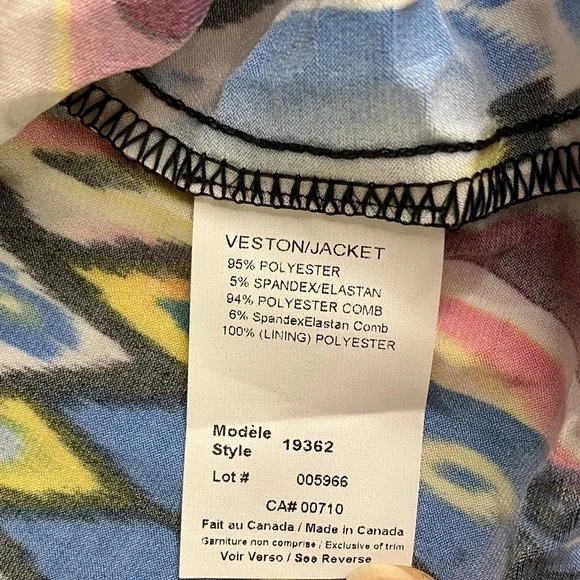 VESTON/JACKET
95% POLYESTER
5% SPANDEX/ELASTAN
94% POLYESTER COMB
6% SpandexElastan Comb
100% (LINING) POLYESTER
Modèle
Style 19362
Lot # 005966
CA# 00710
Fait au Canada / Made in Canada
Garniture non comprise / Exclusive of trim
Voir Verso / See Reverse